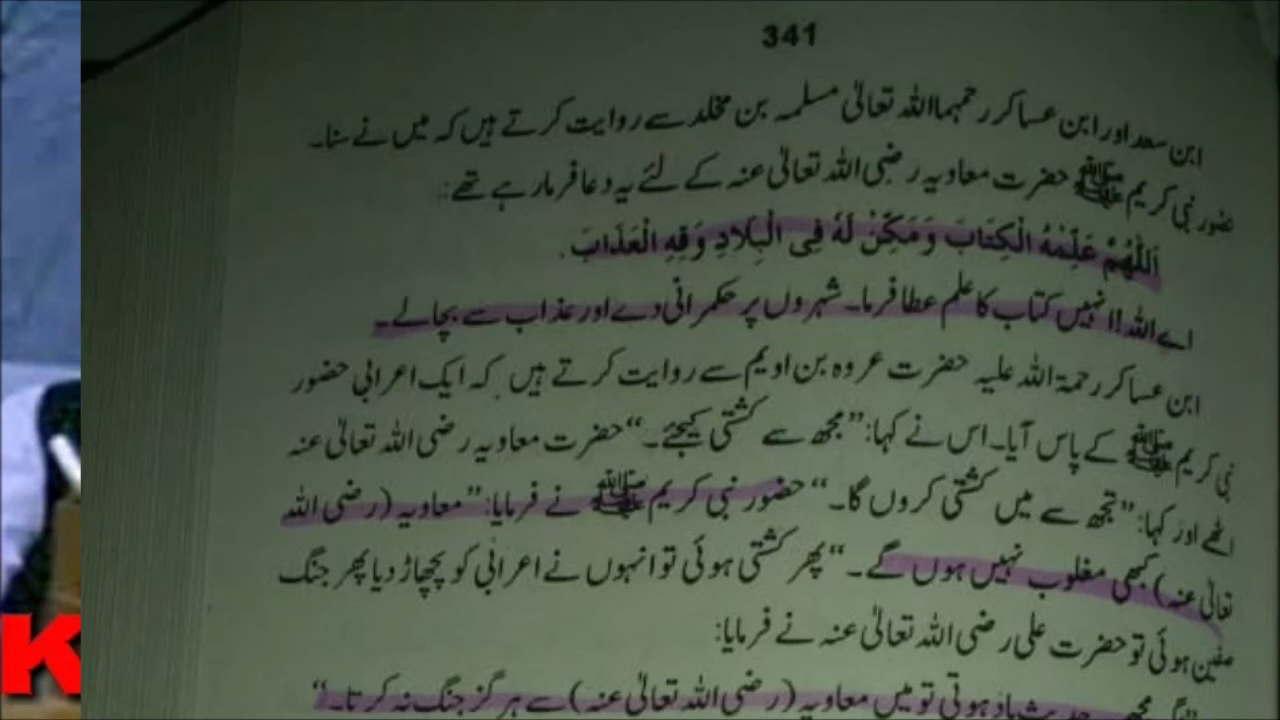 341
ابن سعد اور ابن عساکر رحمہما اللہ تعالیٰ مسلمہ بن مخلد سے روایت کرتے ہیں کہ میں نے سنا۔
حضور نبی کریم ﷺ حضرت معاویہ رضی اللہ تعالیٰ عنہ کے لئے یہ دعا فرما رہے تھے:
اَللّٰهُمَّ عَلِّمْهُ الْكِتَابَ وَمَكِّنْ لَهٗ فِى الْبِلَادِ وَقِهِ الْعَذَابَ.
اے اللہ! انہیں کتاب کا علم عطا فرما۔ شہروں پر حکمرانی دے اور عذاب سے بچا لے۔
ابن عساکر رحمۃ اللہ علیہ حضرت عروہ بن اویم سے روایت کرتے ہیں کہ ایک اعرابی حضور
نبی کریم ﷺ کے پاس آیا۔ اس نے کہا: ”مجھ سے کشتی کیجئے۔“ حضرت معاویہ رضی اللہ تعالیٰ عنہ
اٹھے اور کہا: ”تجھ سے میں کشتی کروں گا۔“ حضور نبی کریم ﷺ نے فرمایا: ”معاویہ (رضی اللہ
تعالیٰ عنہ) کبھی مغلوب نہیں ہوں گے۔“ پھر کشتی ہوئی تو انہوں نے اعرابی کو پچھاڑ دیا پھر جنگ
صفین ہوئی تو حضرت علی رضی اللہ تعالیٰ عنہ نے فرمایا:
حدیث یاد ہوتی تو میں معاویہ (رضی اللہ تعالیٰ عنہ) سے ہرگز جنگ نہ کرتا۔“
K